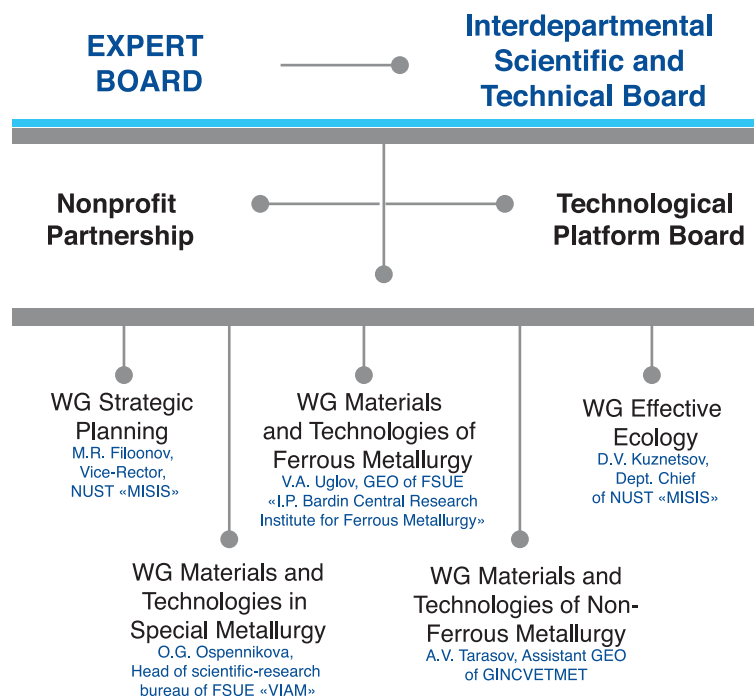 EXPERT
BOARD
Interdepartmental
Scientific and
Technical Board
Nonprofit
Partnership
Technological
Platform Board
WG Strategic
Planning
M.R. Filoonov,
Vice-Rector,
NUST «MISIS»
WG Materials
and Technologies of
Ferrous Metallurgy
V.A. Uglov, GEO of FSUE
«I.P. Bardin Central Research
Institute for Ferrous Metallurgy»
WG Effective
Ecology
D.V. Kuznetsov,
Dept. Chief
of NUST «MISIS»
WG Materials and
Technologies in
Special Metallurgy
O.G. Ospennikova,
Head of scientific-research
bureau of FSUE «VIAM»
WG Materials and
Technologies of Non-
Ferrous Metallurgy
A.V. Tarasov, Assistant GEO
of GINCVETMET